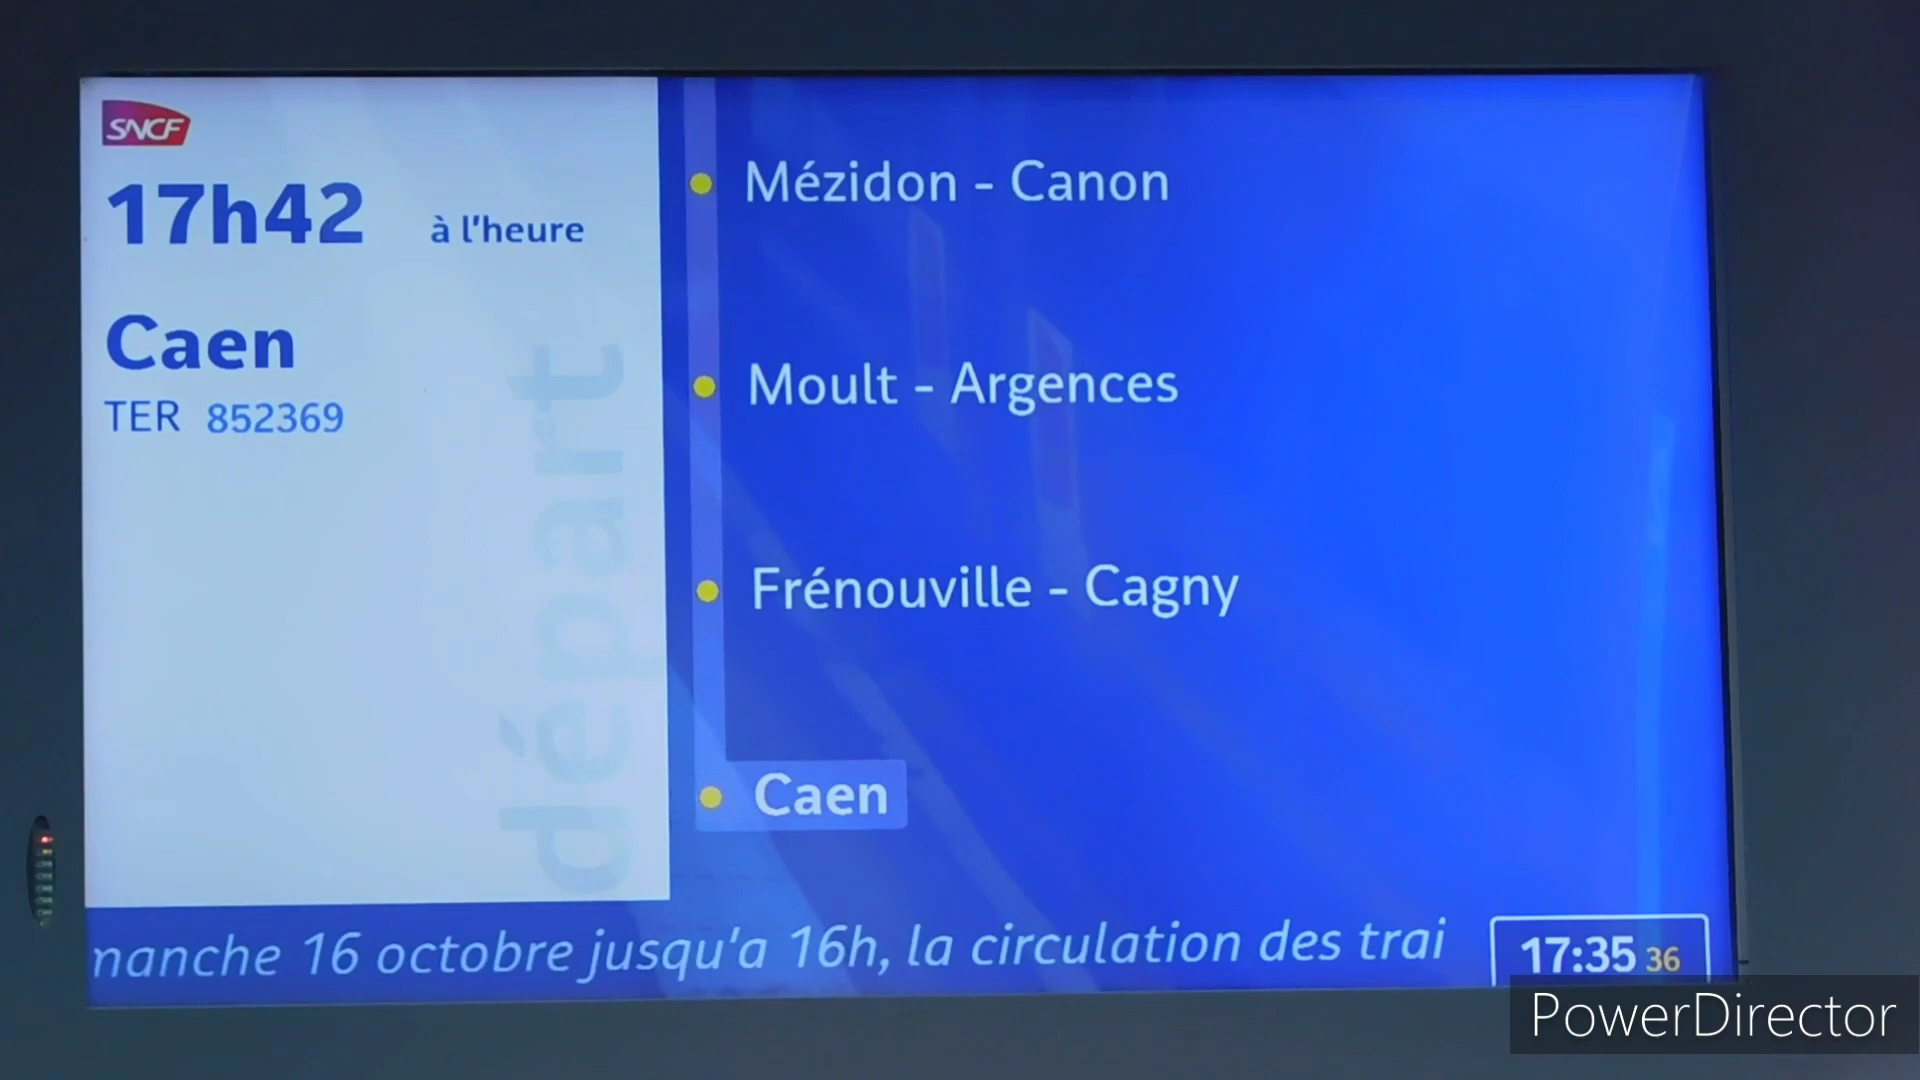 SNCF
17h42 à l'heure
Caen
TER 852369
départ
Mézidon - Canon
Moult - Argences
Frénouville - Cagny
Caen
manche 16 octobre jusqu'a 16h, la circulation des trai
17:35 36
PowerDirector